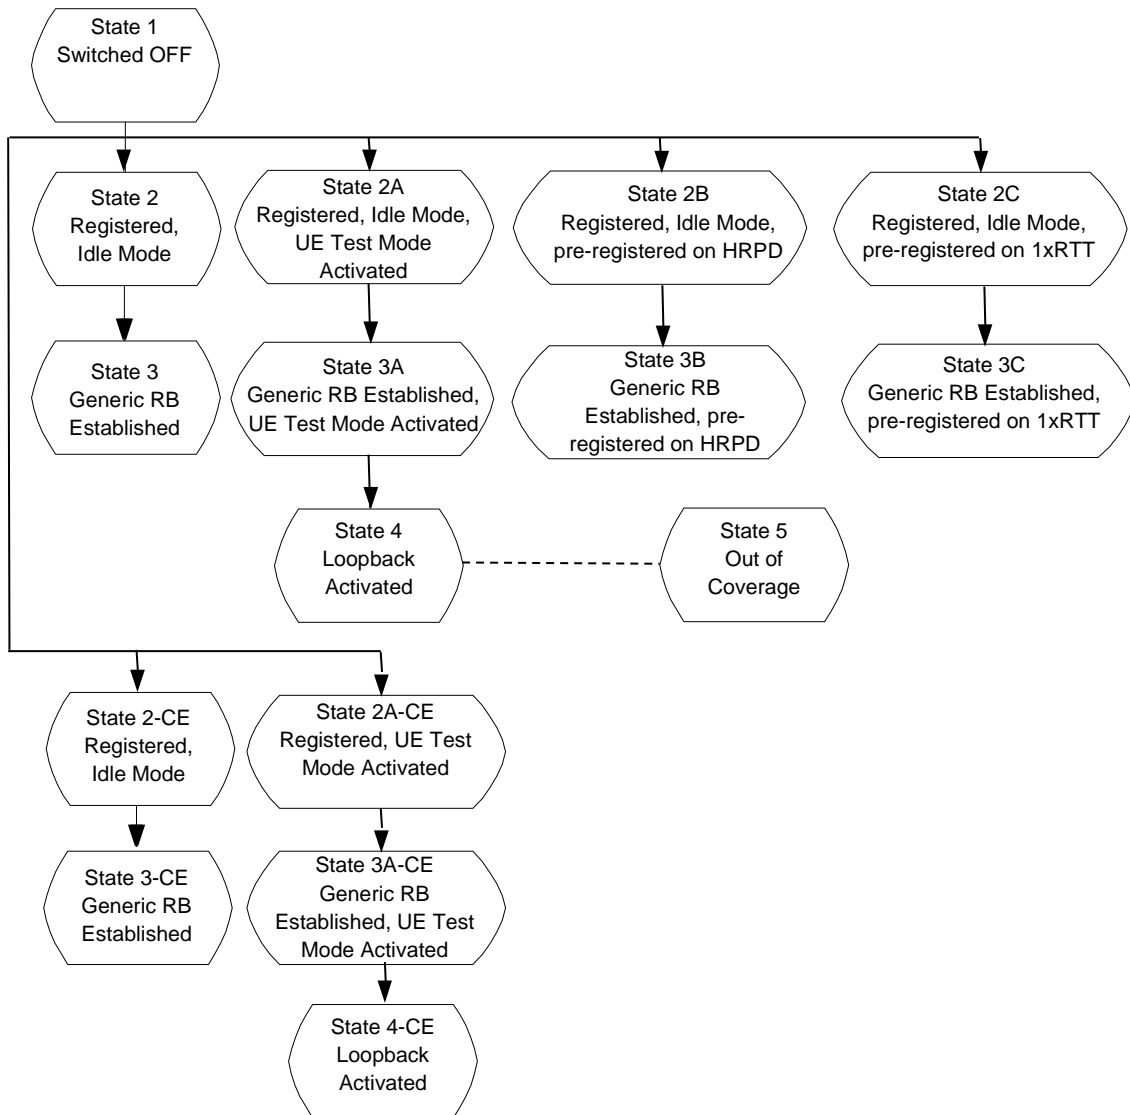 State 1
Switched OFF
State 2
Registered,
Idle Mode
State 2A
Registered, Idle Mode,
UE Test Mode
Activated
State 2B
Registered, Idle Mode,
pre-registered on HRPD
State 2C
Registered, Idle Mode,
pre-registered on 1xRTT
State 3
Generic RB
Established
State 3A
Generic RB Established,
UE Test Mode Activated
State 3B
Generic RB
Established, pre-
registered on HRPD
State 3C
Generic RB Established,
pre-registered on 1xRTT
State 4
Loopback
Activated
State 5
Out of
Coverage
State 2-CE
Registered,
Idle Mode
State 2A-CE
Registered, UE Test
Mode Activated
State 3-CE
Generic RB
Established
State 3A-CE
Generic RB
Established, UE Test
Mode Activated
State 4-CE
Loopback
Activated